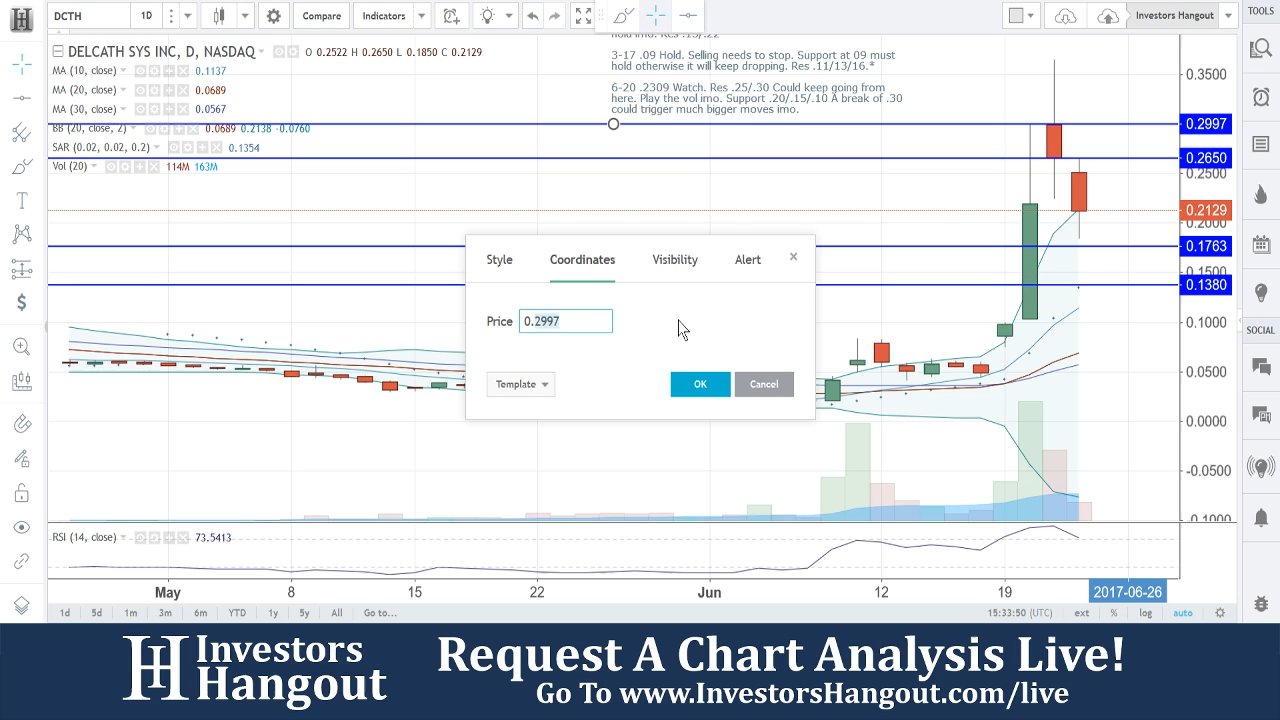 DCTH 1D Compare Indicators Investors Hangout TOOLS
hold imo. Res .15/.22
DELCATH SYS INC, D, NASDAQ O 0.2522 H 0.2650 L 0.1850 C 0.2129
3-17 .09 Hold. Selling needs to stop. Support at 09 must
hold otherwise it will keep dropping. Res .11/13/16.*
6-20 .2309 Watch. Res .25/.30 Could keep going from
here. Play the vol imo. Support .20/.15/.10 A break of .30
could trigger much bigger moves imo.
MA (10, close) 0.1137
MA (20, close) 0.0689
MA (30, close) 0.0567
BB (20, close, 2) 0.0689 0.2138 -0.0760
SAR (0.02, 0.02, 0.2) 0.1354
Vol (20) 114M 163M
0.3500
0.2997
0.2650
0.2500
0.2129
0.2000
0.1763
0.1500
0.1380
0.1000
0.0500
0.0000
-0.0500
-0.1000
SOCIAL
Style Coordinates Visibility Alert ×
Price 0.2997
Template OK Cancel
RSI (14, close) 73.5413
May 8 15 22 Jun 12 19 2017-06-26
1d 5d 1m 3m 6m YTD 1y 5y All Go to... 15:33:50 (UTC) ext % log auto
Investors
Hangout
Request A Chart Analysis Live!
Go To www.InvestorsHangout.com/live